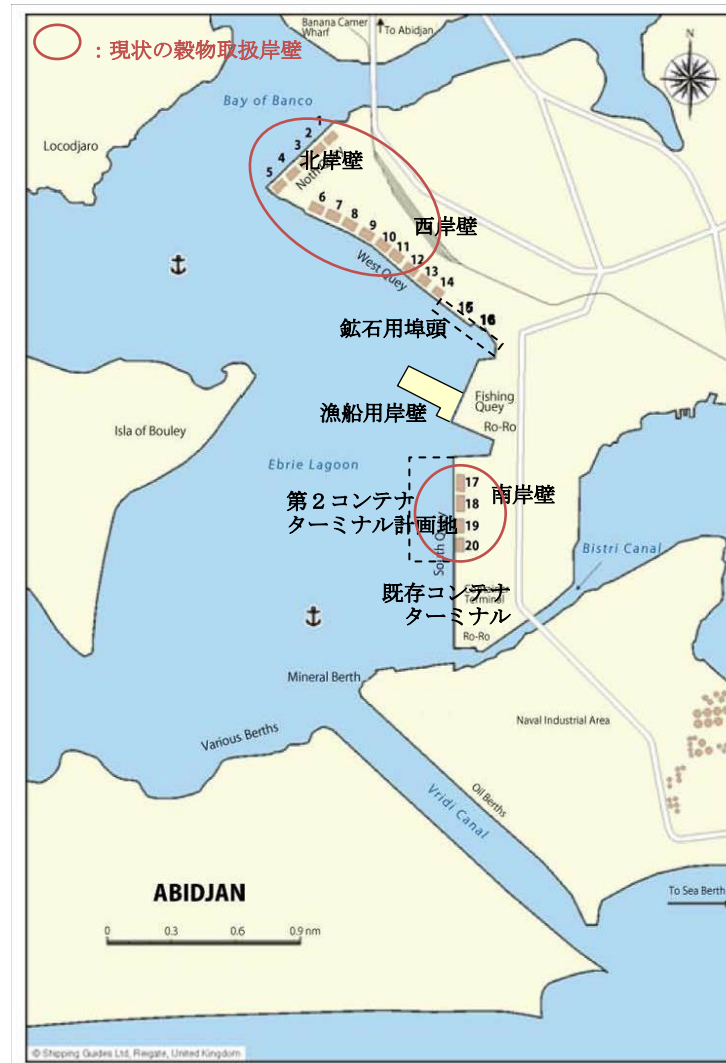 ：現状の穀物取扱岸壁
Banana Carner
Wharf
To Abidjan
N
Bay of Banco
Locodjaro
1
2
3
4
5
北岸壁
6
7
8
9
10
11
12
13
14
15
16
西岸壁
West Quey
鉱石用埠頭
漁船用岸壁
Fishing
Quey
Ro-Ro
Isla of Bouley
Ebrie Lagoon
17
18
19
20
南岸壁
第２コンテナ
ターミナル計画地
South Quey
Bistri Canal
既存コンテナ
Terminal
ターミナル
Ro-Ro
Mineral Berth
Naval Industrial Area
Various Berths
Oil Berths
Vridi Canal
ABIDJAN
0 0.3 0.6 0.9 nm
To Sea Berth
© Shipping Guides Ltd, Reigate, United Kingdom